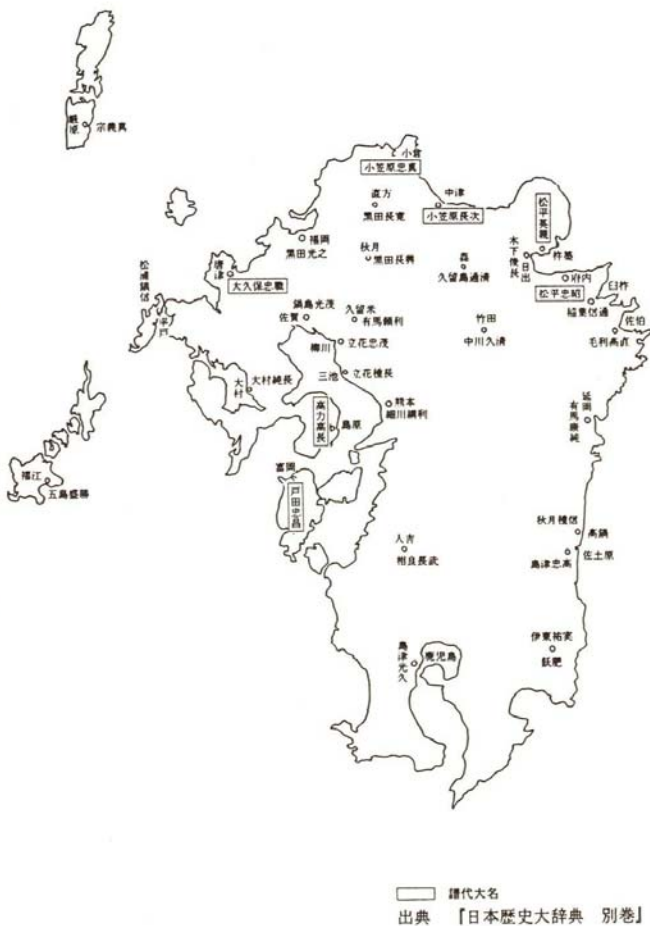 厳原
宗義真
小倉
小笠原忠真
直方
黒田長寛
中津
小笠原長次
松平英親
杵築
木下俊長
日出
福岡
黒田光之
秋月
黒田長興
森
久留島通清
府内
松平忠昭
臼杵
稲葉信通
佐伯
毛利高直
唐津
大久保忠職
松浦鎮信
平戸
鍋島光茂
佐賀
久留米
有馬頼利
柳川
立花忠茂
竹田
中川久清
三池
立花種長
大村
大村純長
高力高長
島原
熊本
細川綱利
延岡
有馬康純
福江
五島盛勝
富岡
戸田忠昌
人吉
相良長武
秋月種信
高鍋
島津忠高
佐土原
伊東祐実
飫肥
島津光久
鹿児島
譜代大名
出典 『日本歴史大辞典 別巻』